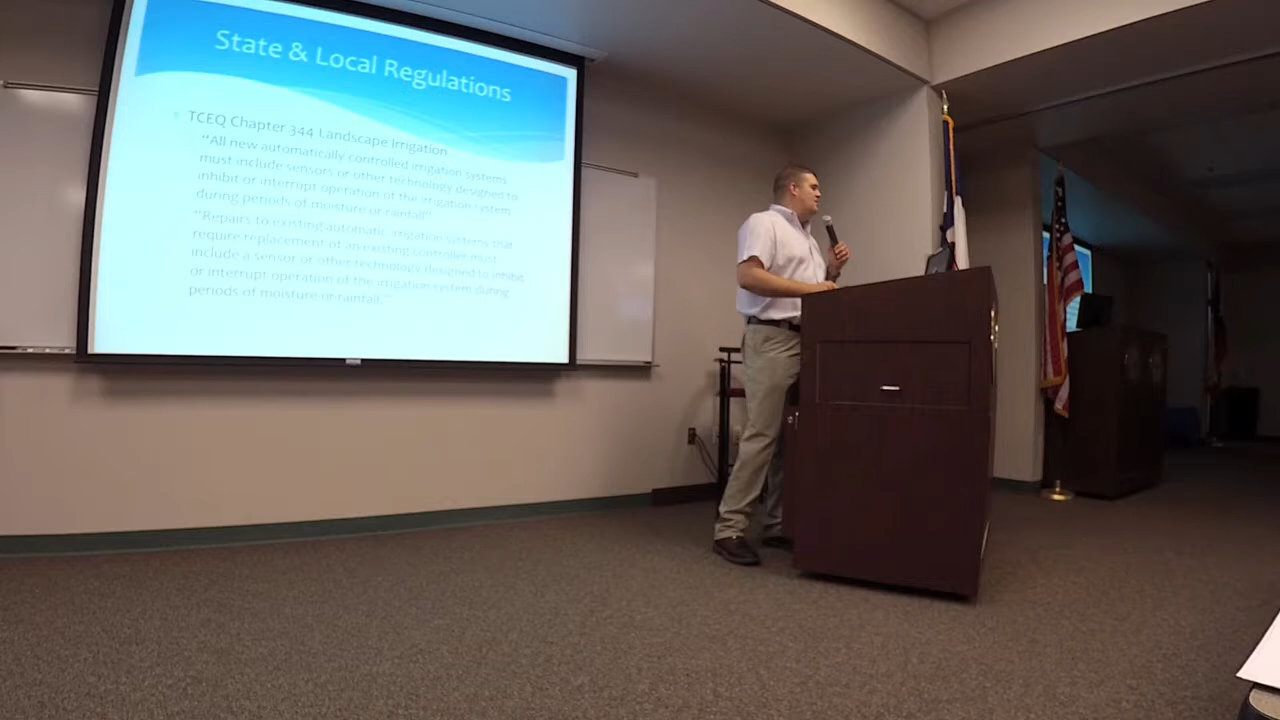 State & Local Regulations
TCEQ Chapter 344 Landscape Irrigation
"All new automatically controlled irrigation systems
must include sensors or other technology designed to
inhibit or interrupt operation of the irrigation system
during periods of moisture or rainfall"
"Repairs to existing automatic irrigation systems that
require replacement of an existing controller must
include a sensor or other technology designed to inhibit
or interrupt operation of the irrigation system during
periods of moisture or rainfall."